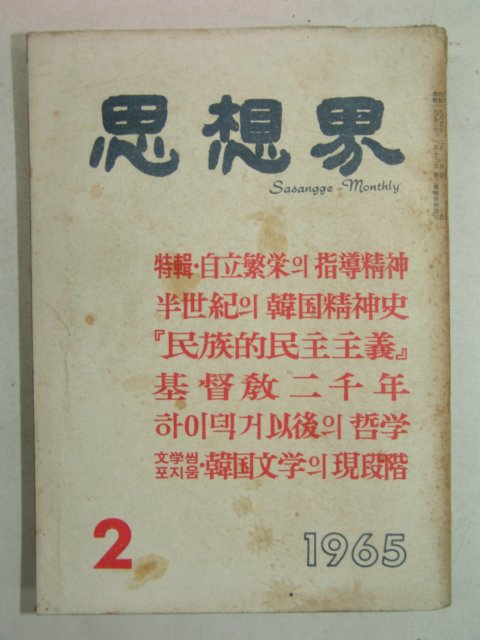 思想界
Sasangge - Monthly
特輯·自立繁栄의 指導精神
半世紀의 韓国精神史
『民族的民主主義』
基督教二千年
하이덱거以後의 哲学
文学씸
포지움·韓国文学의 現段階
2
1965